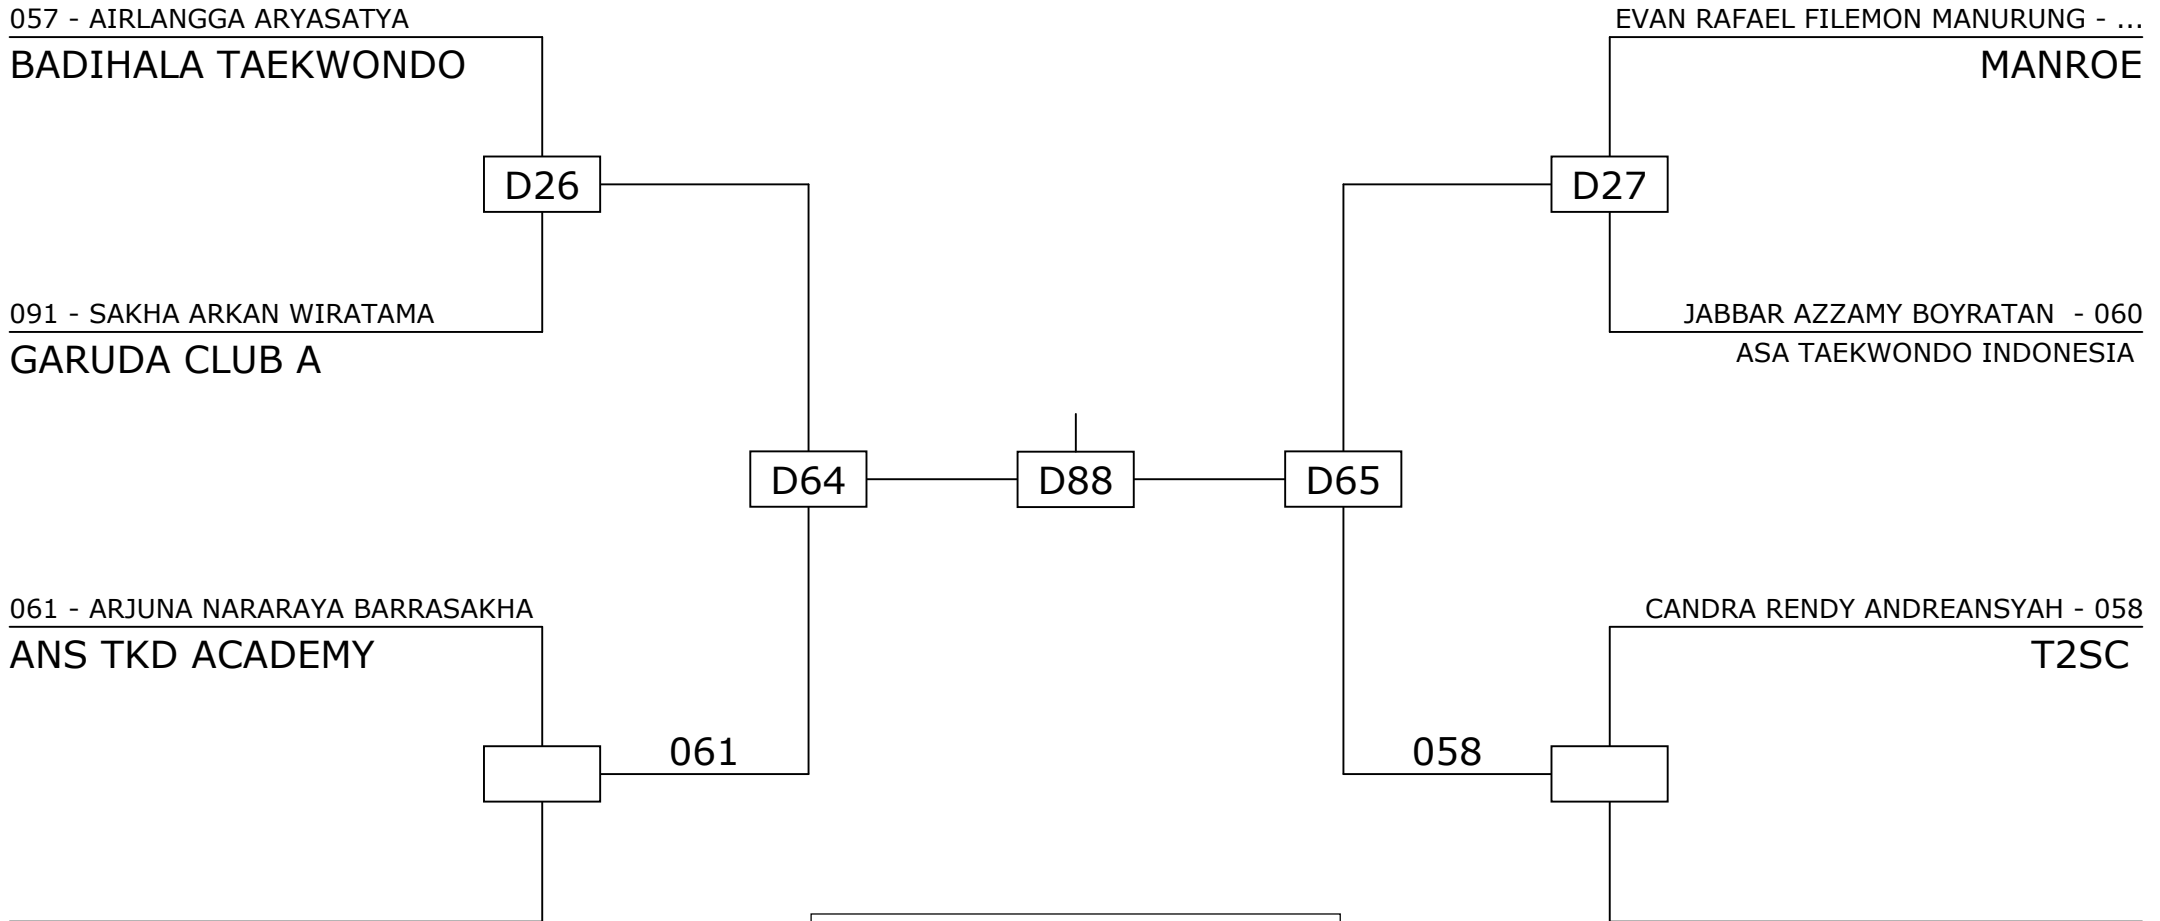 057 - AIRLANGGA ARYASATYA
BADIHALA TAEKWONDO
EVAN RAFAEL FILEMON MANURUNG - ...
MANROE
D26
D27
091 - SAKHA ARKAN WIRATAMA
GARUDA CLUB A
JABBAR AZZAMY BOYRATAN - 060
ASA TAEKWONDO INDONESIA
D64
D88
D65
061 - ARJUNA NARARAYA BARRASAKHA
ANS TKD ACADEMY
CANDRA RENDY ANDREANSYAH - 058
T2SC
061
058